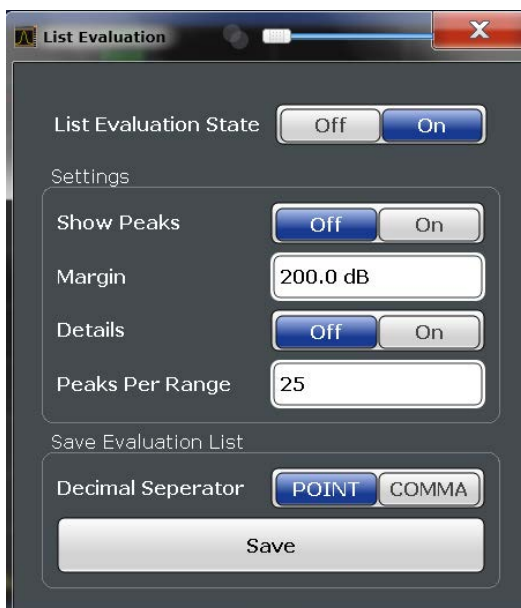 List Evaluation
List Evaluation State Off On
Settings
Show Peaks Off On
Margin 200.0 dB
Details Off On
Peaks Per Range 25
Save Evaluation List
Decimal Seperator POINT COMMA
Save